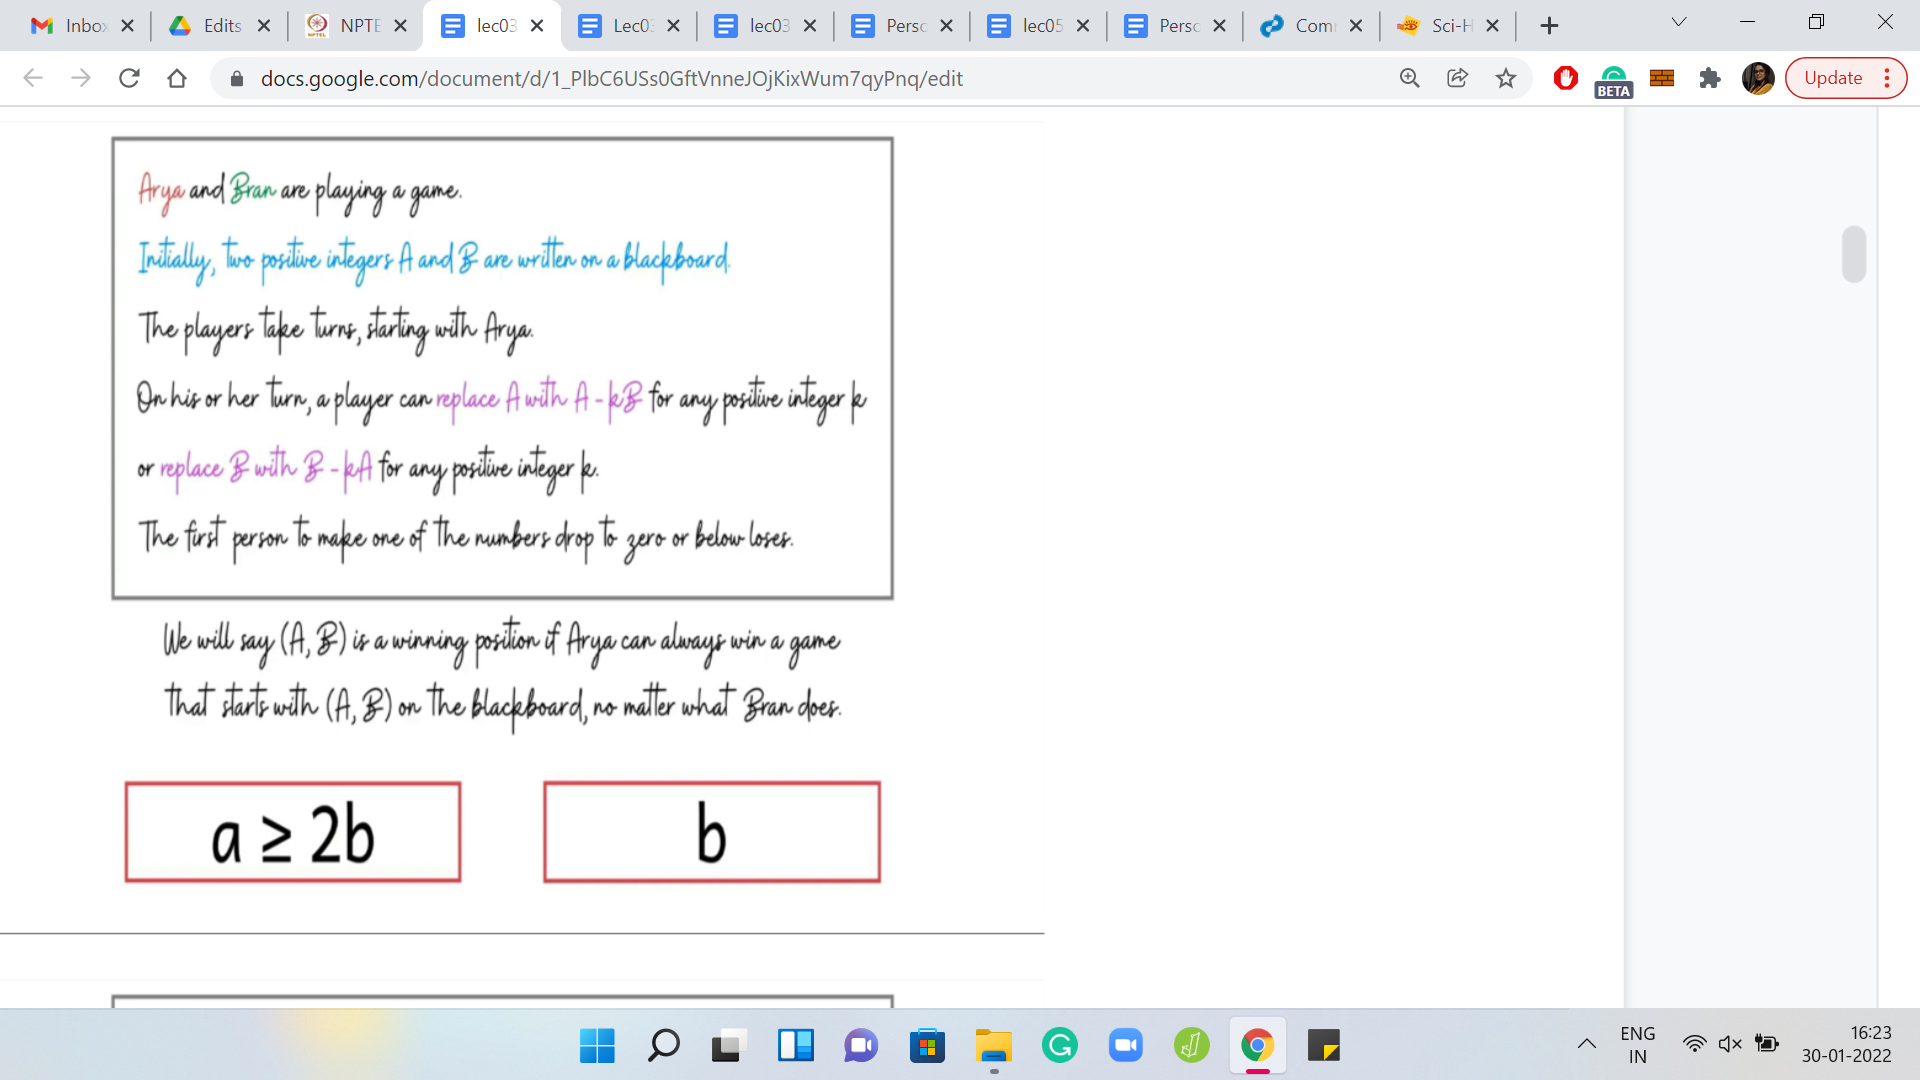 Inbox
Edits
NPTE
lec03
Lec03
lec03
Perso
lec05
Perso
Com
Sci-H
docs.google.com/document/d/1_PlbC6USs0GftVnneJOjKixWum7qyPnq/edit
BETA
Update
Arya and Bran are playing a game.
Initially, two positive integers A and B are written on a blackboard.
The players take turns, starting with Arya.
On his or her turn, a player can replace A with A - kB for any positive integer k
or replace B with B - kA for any positive integer k.
The first person to make one of the numbers drop to zero or below loses.
We will say (A, B) is a winning position if Arya can always win a game
that starts with (A, B) on the blackboard, no matter what Bran does.
a ≥ 2b
b
ENG
IN
16:23
30-01-2022